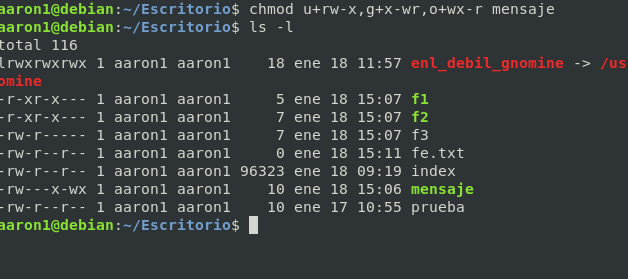 aaron1@debian:~/Escritorio$ chmod u+rw-x,g+x-wr,o+wx-r mensaje
aaron1@debian:~/Escritorio$ ls -l
total 116
lrwxrwxrwx 1 aaron1 aaron1    18 ene 18 11:57 enl_debil_gnomine -> /us
omine
-r-xr-x--- 1 aaron1 aaron1     5 ene 18 15:07 f1
-r-xr-x--- 1 aaron1 aaron1     7 ene 18 15:07 f2
-rw-r----- 1 aaron1 aaron1     7 ene 18 15:07 f3
-rw-r--r-- 1 aaron1 aaron1     0 ene 18 15:11 fe.txt
-rw-r--r-- 1 aaron1 aaron1 96323 ene 18 09:19 index
-rw---x-wx 1 aaron1 aaron1    10 ene 18 15:06 mensaje
-rw-r--r-- 1 aaron1 aaron1    10 ene 17 10:55 prueba
aaron1@debian:~/Escritorio$